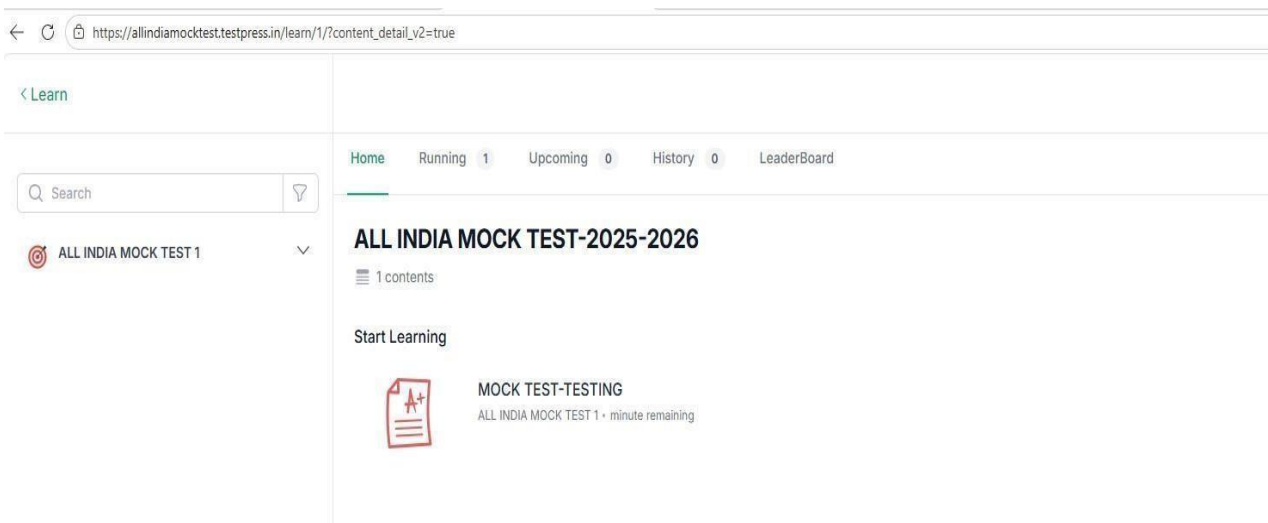 https://allindiamocktest.testpress.in/learn/1/?content_detail_v2=true
< Learn
Search
ALL INDIA MOCK TEST 1
Home Running 1 Upcoming 0 History 0 LeaderBoard
ALL INDIA MOCK TEST-2025-2026
1 contents
Start Learning
A+
MOCK TEST-TESTING
ALL INDIA MOCK TEST 1 • minute remaining